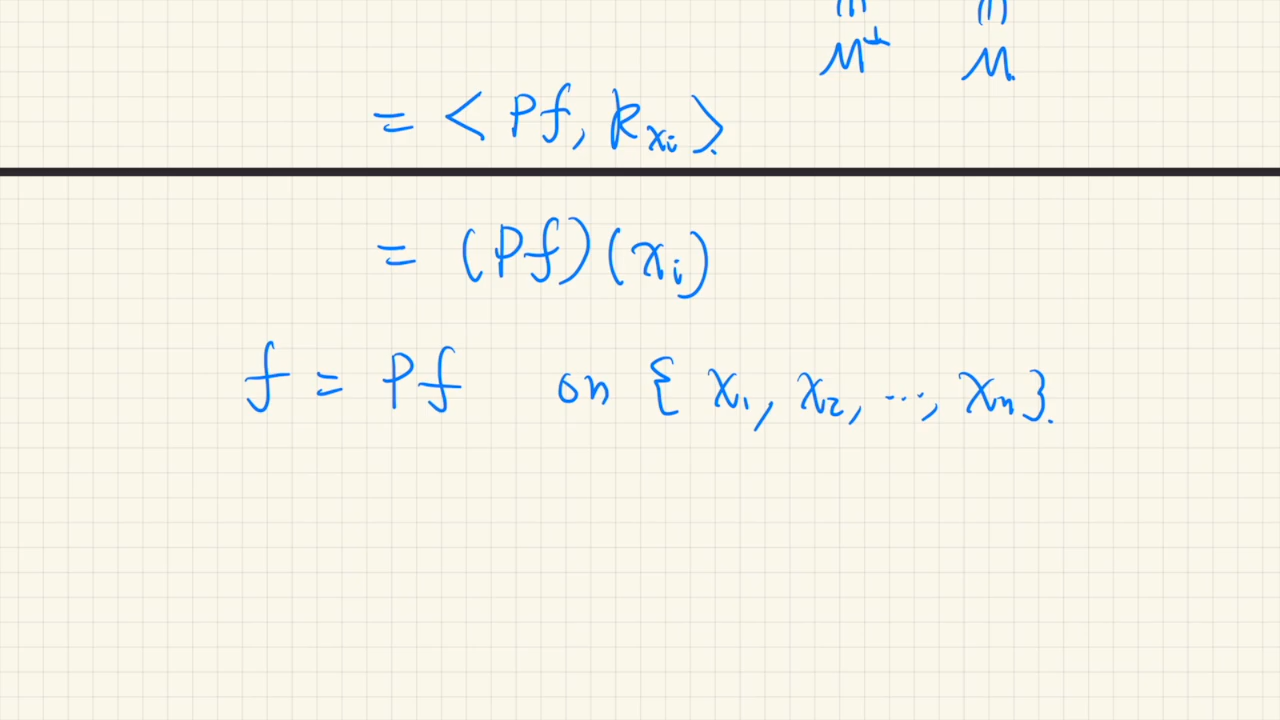 M^⊥ M
= < Pf, k_{x_i} >.
= (Pf)(x_i)
f = Pf on { x_1, x_2, ..., x_n }.